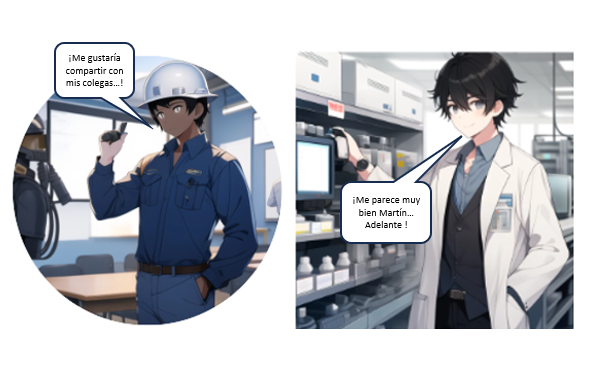 ¡Me gustaría
compartir con
mis colegas...!
¡Me parece muy
bien Martín...
Adelante !